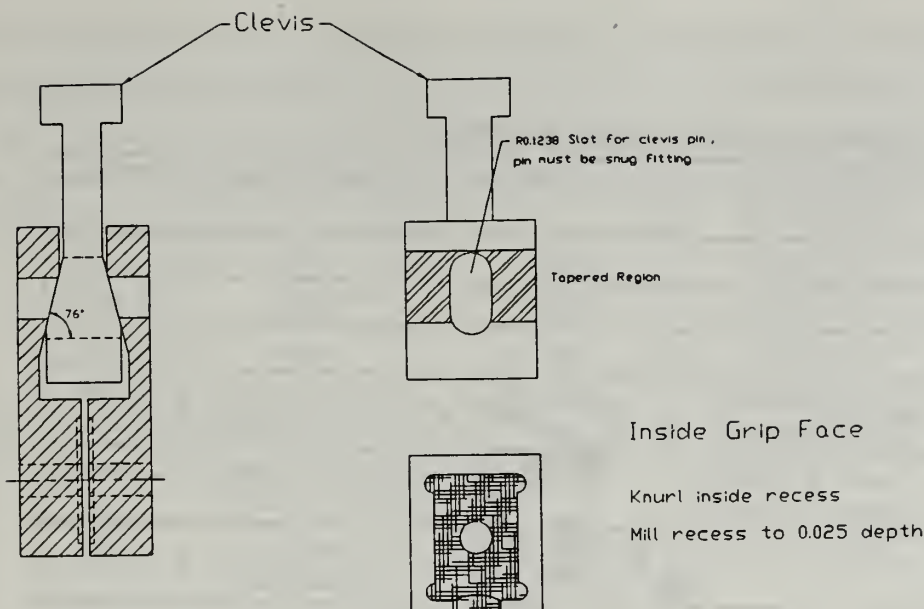 Clevis
R0.1238 Slot for clevis pin,
pin must be snug fitting
Tapered Region
76°
Inside Grip Face
Knurl inside recess
Mill recess to 0.025 depth